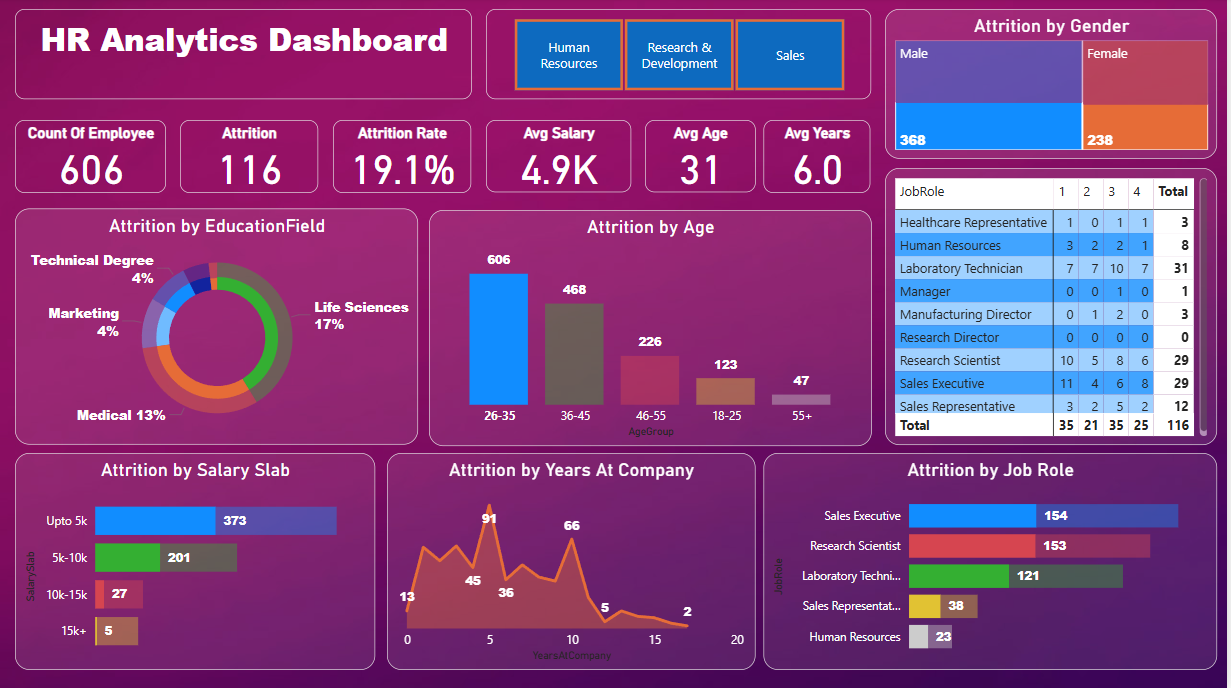 HR Analytics Dashboard
Human
Resources
Research &
Development
Sales
Attrition by Gender
Male
Female
368
238
Count Of Employee
606
Attrition
116
Attrition Rate
19.1%
Avg Salary
4.9K
Avg Age
31
Avg Years
6.0
JobRole 1 2 3 4 Total
Healthcare Representative 1 0 1 1 3
Human Resources 3 2 2 1 8
Laboratory Technician 7 7 10 7 31
Manager 0 0 1 0 1
Manufacturing Director 0 1 2 0 3
Research Director 0 0 0 0 0
Research Scientist 10 5 8 6 29
Sales Executive 11 4 6 8 29
Sales Representative 3 2 5 2 12
Total 35 21 35 25 116
Attrition by EducationField
Technical Degree
4%
Marketing
4%
Life Sciences
17%
Medical 13%
Attrition by Age
606
468
226
123
47
26-35 36-45 46-55 18-25 55+
AgeGroup
Attrition by Salary Slab
SalarySlab
Upto 5k 373
5k-10k 201
10k-15k 27
15k+ 5
Attrition by Years At Company
91
66
45
36
13
5
2
0 5 10 15 20
YearsAtCompany
Attrition by Job Role
JobRole
Sales Executive 154
Research Scientist 153
Laboratory Techni... 121
Sales Representat... 38
Human Resources 23